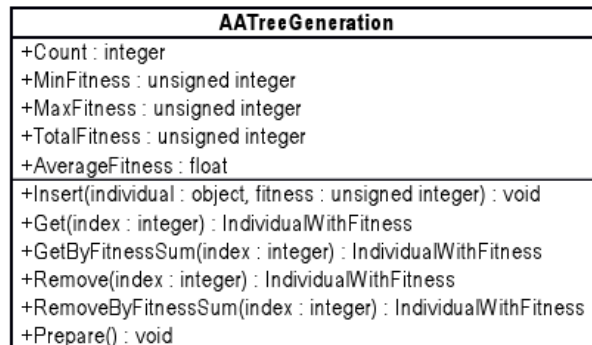 AATreeGeneration
+Count : integer
+MinFitness : unsigned integer
+MaxFitness : unsigned integer
+TotalFitness : unsigned integer
+AverageFitness : float
+Insert(individual : object, fitness : unsigned integer) : void
+Get(index : integer) : IndividualWithFitness
+GetByFitnessSum(index : integer) : IndividualWithFitness
+Remove(index : integer) : IndividualWithFitness
+RemoveByFitnessSum(index : integer) : IndividualWithFitness
+Prepare() : void